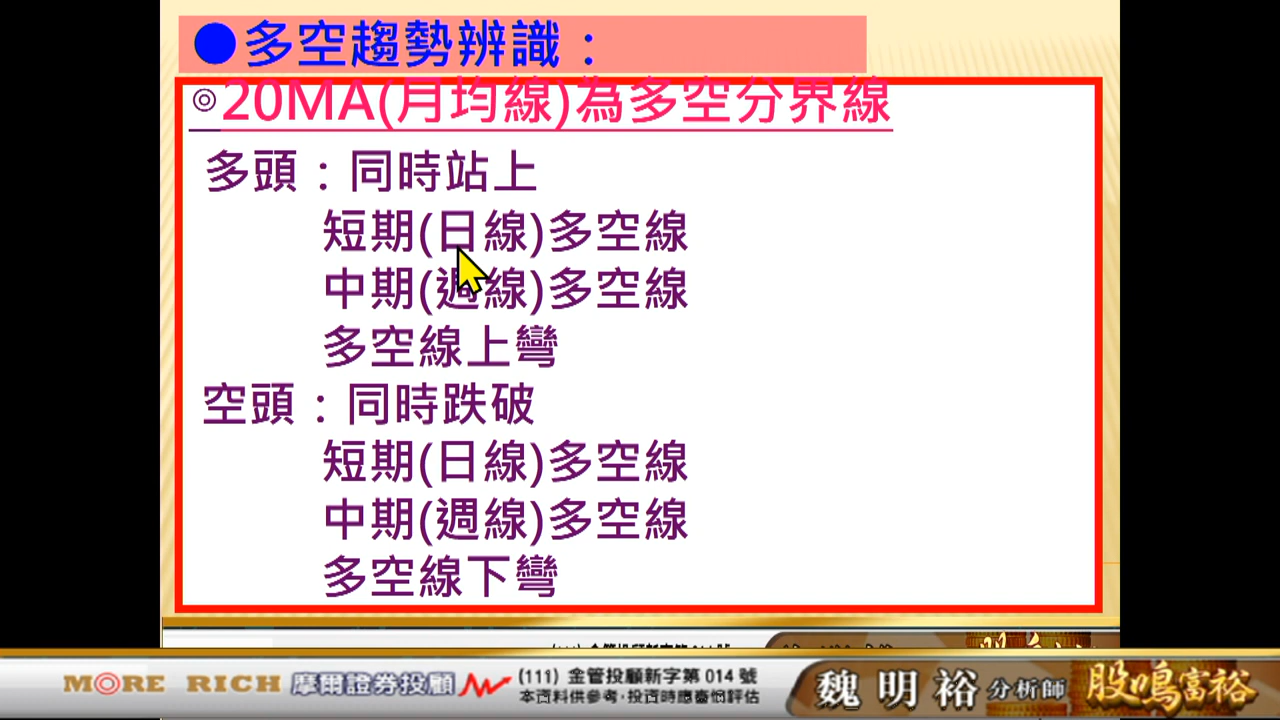 ●多空趨勢辨識：
◎20MA(月均線)為多空分界線
多頭：同時站上
短期(日線)多空線
中期(週線)多空線
多空線上彎
空頭：同時跌破
短期(日線)多空線
中期(週線)多空線
多空線下彎
MORE RICH 摩爾證券投顧
(111) 金管投顧新字第 014 號
本資料供參考，投資時應審慎評估
魏明裕 分析師
股鳴富裕